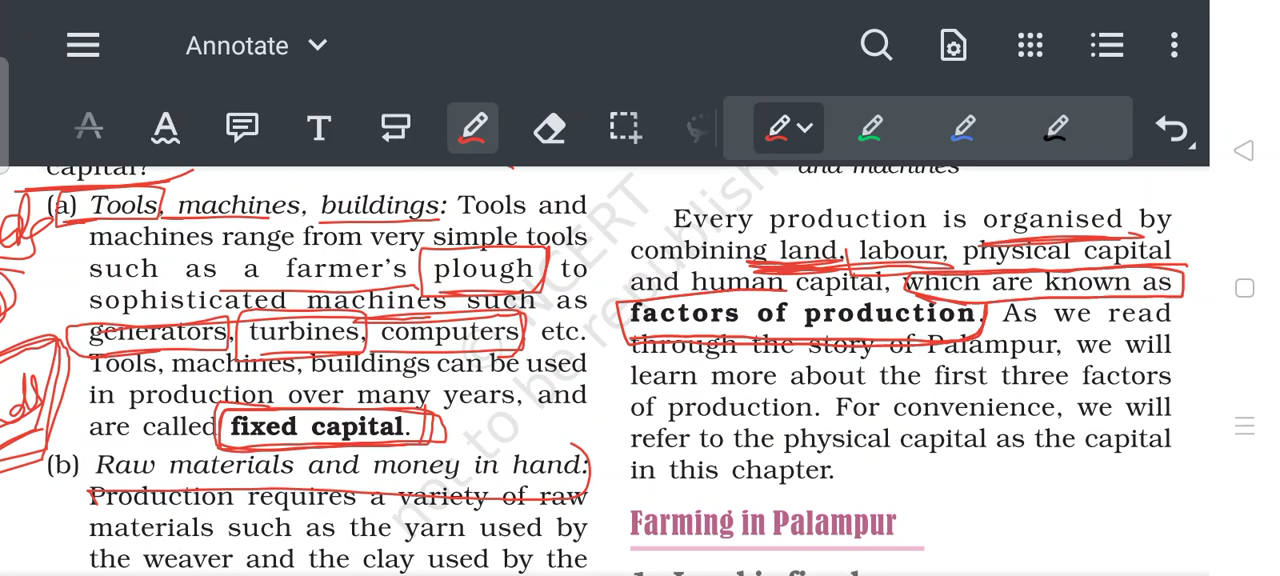 Annotate
capital?
(a) Tools, machines, buildings: Tools and
machines range from very simple tools
such as a farmer's plough to
sophisticated machines such as
generators, turbines, computers, etc.
Tools, machines, buildings can be used
in production over many years, and
are called fixed capital.
(b) Raw materials and money in hand:
Production requires a variety of raw
materials such as the yarn used by
the weaver and the clay used by the
and machines
Every production is organised by
combining land, labour, physical capital
and human capital, which are known as
factors of production. As we read
through the story of Palampur, we will
learn more about the first three factors
of production. For convenience, we will
refer to the physical capital as the capital
in this chapter.
Farming in Palampur
© NCERT
not to be republish